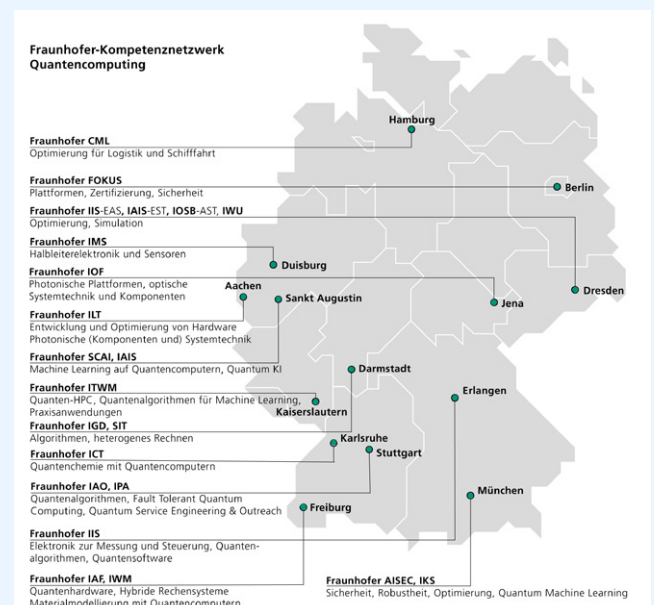 Fraunhofer-Kompetenznetzwerk
Quantencomputing
Hamburg
Fraunhofer CML
Optimierung für Logistik und Schifffahrt
Fraunhofer FOKUS
Plattformen, Zertifizierung, Sicherheit
Berlin
Fraunhofer IIS-EAS, IAIS-EST, IOSB-AST, IWU
Optimierung, Simulation
Fraunhofer IMS
Halbleiterelektronik und Sensoren
Duisburg
Fraunhofer IOF
Photonische Plattformen, optische
Systemtechnik und Komponenten
Aachen
Sankt Augustin
Jena
Dresden
Fraunhofer ILT
Entwicklung und Optimierung von Hardware
Photonische (Komponenten und) Systemtechnik
Fraunhofer SCAI, IAIS
Machine Learning auf Quantencomputern, Quantum KI
Darmstadt
Fraunhofer ITWM
Quanten-HPC, Quantenalgorithmen für Machine Learning,
Praxisanwendungen
Kaiserslautern
Erlangen
Fraunhofer IGD, SIT
Algorithmen, heterogenes Rechnen
Karlsruhe
Fraunhofer ICT
Quantenchemie mit Quantencomputern
Stuttgart
Fraunhofer IAO, IPA
Quantenalgorithmen, Fault Tolerant Quantum
Computing, Quantum Service Engineering & Outreach
München
Freiburg
Fraunhofer IIS
Elektronik zur Messung und Steuerung, Quanten-
algorithmen, Quantensoftware
Fraunhofer IAF, IWM
Quantenhardware, Hybride Rechensysteme
Materialmodellierung mit Quantencomputern
Fraunhofer AISEC, IKS
Sicherheit, Robustheit, Optimierung, Quantum Machine Learning